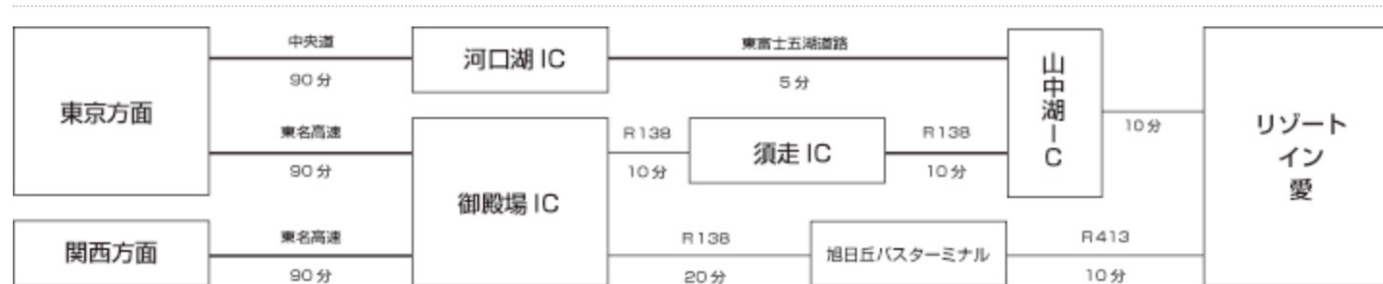 中央道
東富士五湖道路
東京方面
河口湖 IC
山中湖IC
リゾート
イン
愛
90分
5分
東名高速
R138
R138
10分
須走 IC
90分
10分
10分
御殿場 IC
関西方面
東名高速
R138
R413
旭日丘バスターミナル
90分
20分
10分